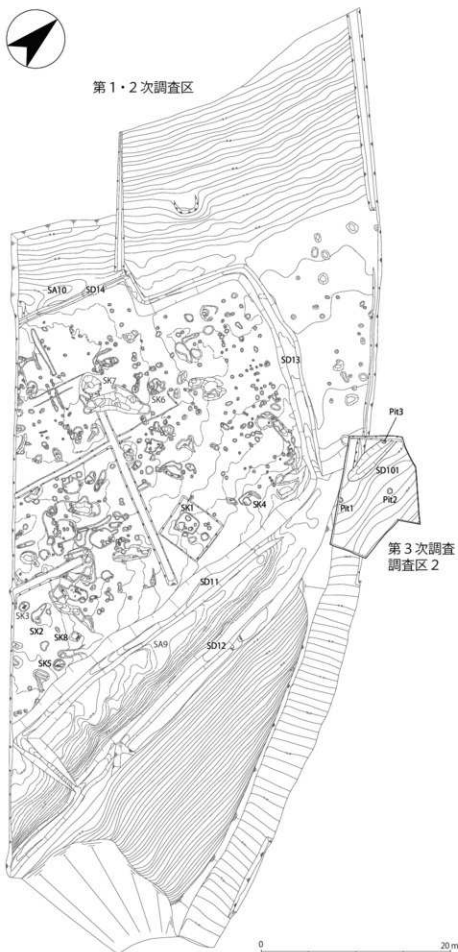 第1・2次調査区
SA10
SD14
SK7
SK6
SD13
Pit3
SD101
Pit1
Pit2
第3次調査
調査区2
SK1
SK4
SD11
SK3
SX2
SK8
SK5
SA9
SD12
0
20 m